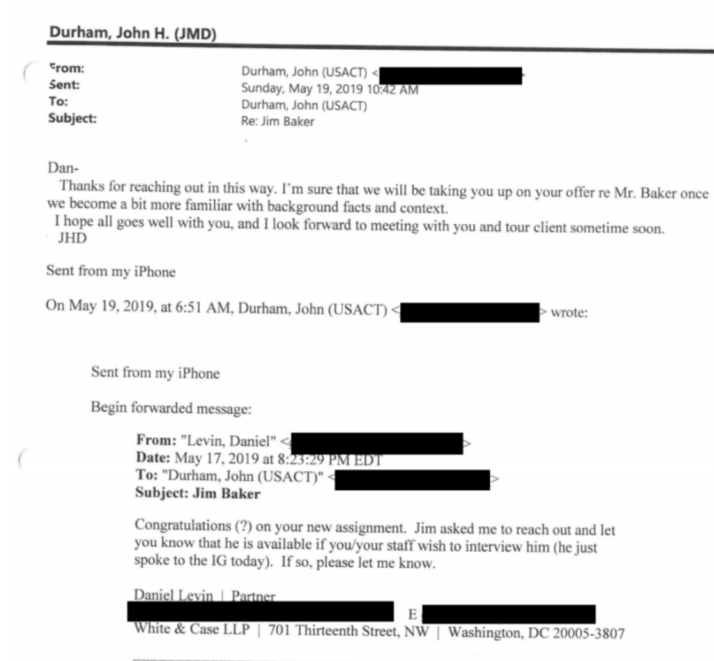 Durham, John H. (JMD)
From: Durham, John (USACT) <
Sent: Sunday, May 19, 2019 10:42 AM
To: Durham, John (USACT)
Subject: Re: Jim Baker
Dan-
Thanks for reaching out in this way. I'm sure that we will be taking you up on your offer re Mr. Baker once
we become a bit more familiar with background facts and context.
I hope all goes well with you, and I look forward to meeting with you and tour client sometime soon.
JHD
Sent from my iPhone
On May 19, 2019, at 6:51 AM, Durham, John (USACT) < > wrote:
Sent from my iPhone
Begin forwarded message:
From: "Levin, Daniel" < >
Date: May 17, 2019 at 8:23:29 PM EDT
To: "Durham, John (USACT)" < >
Subject: Jim Baker
Congratulations (?) on your new assignment. Jim asked me to reach out and let
you know that he is available if you/your staff wish to interview him (he just
spoke to the IG today). If so, please let me know.
Daniel Levin | Partner
E
White & Case LLP | 701 Thirteenth Street, NW | Washington, DC 20005-3807